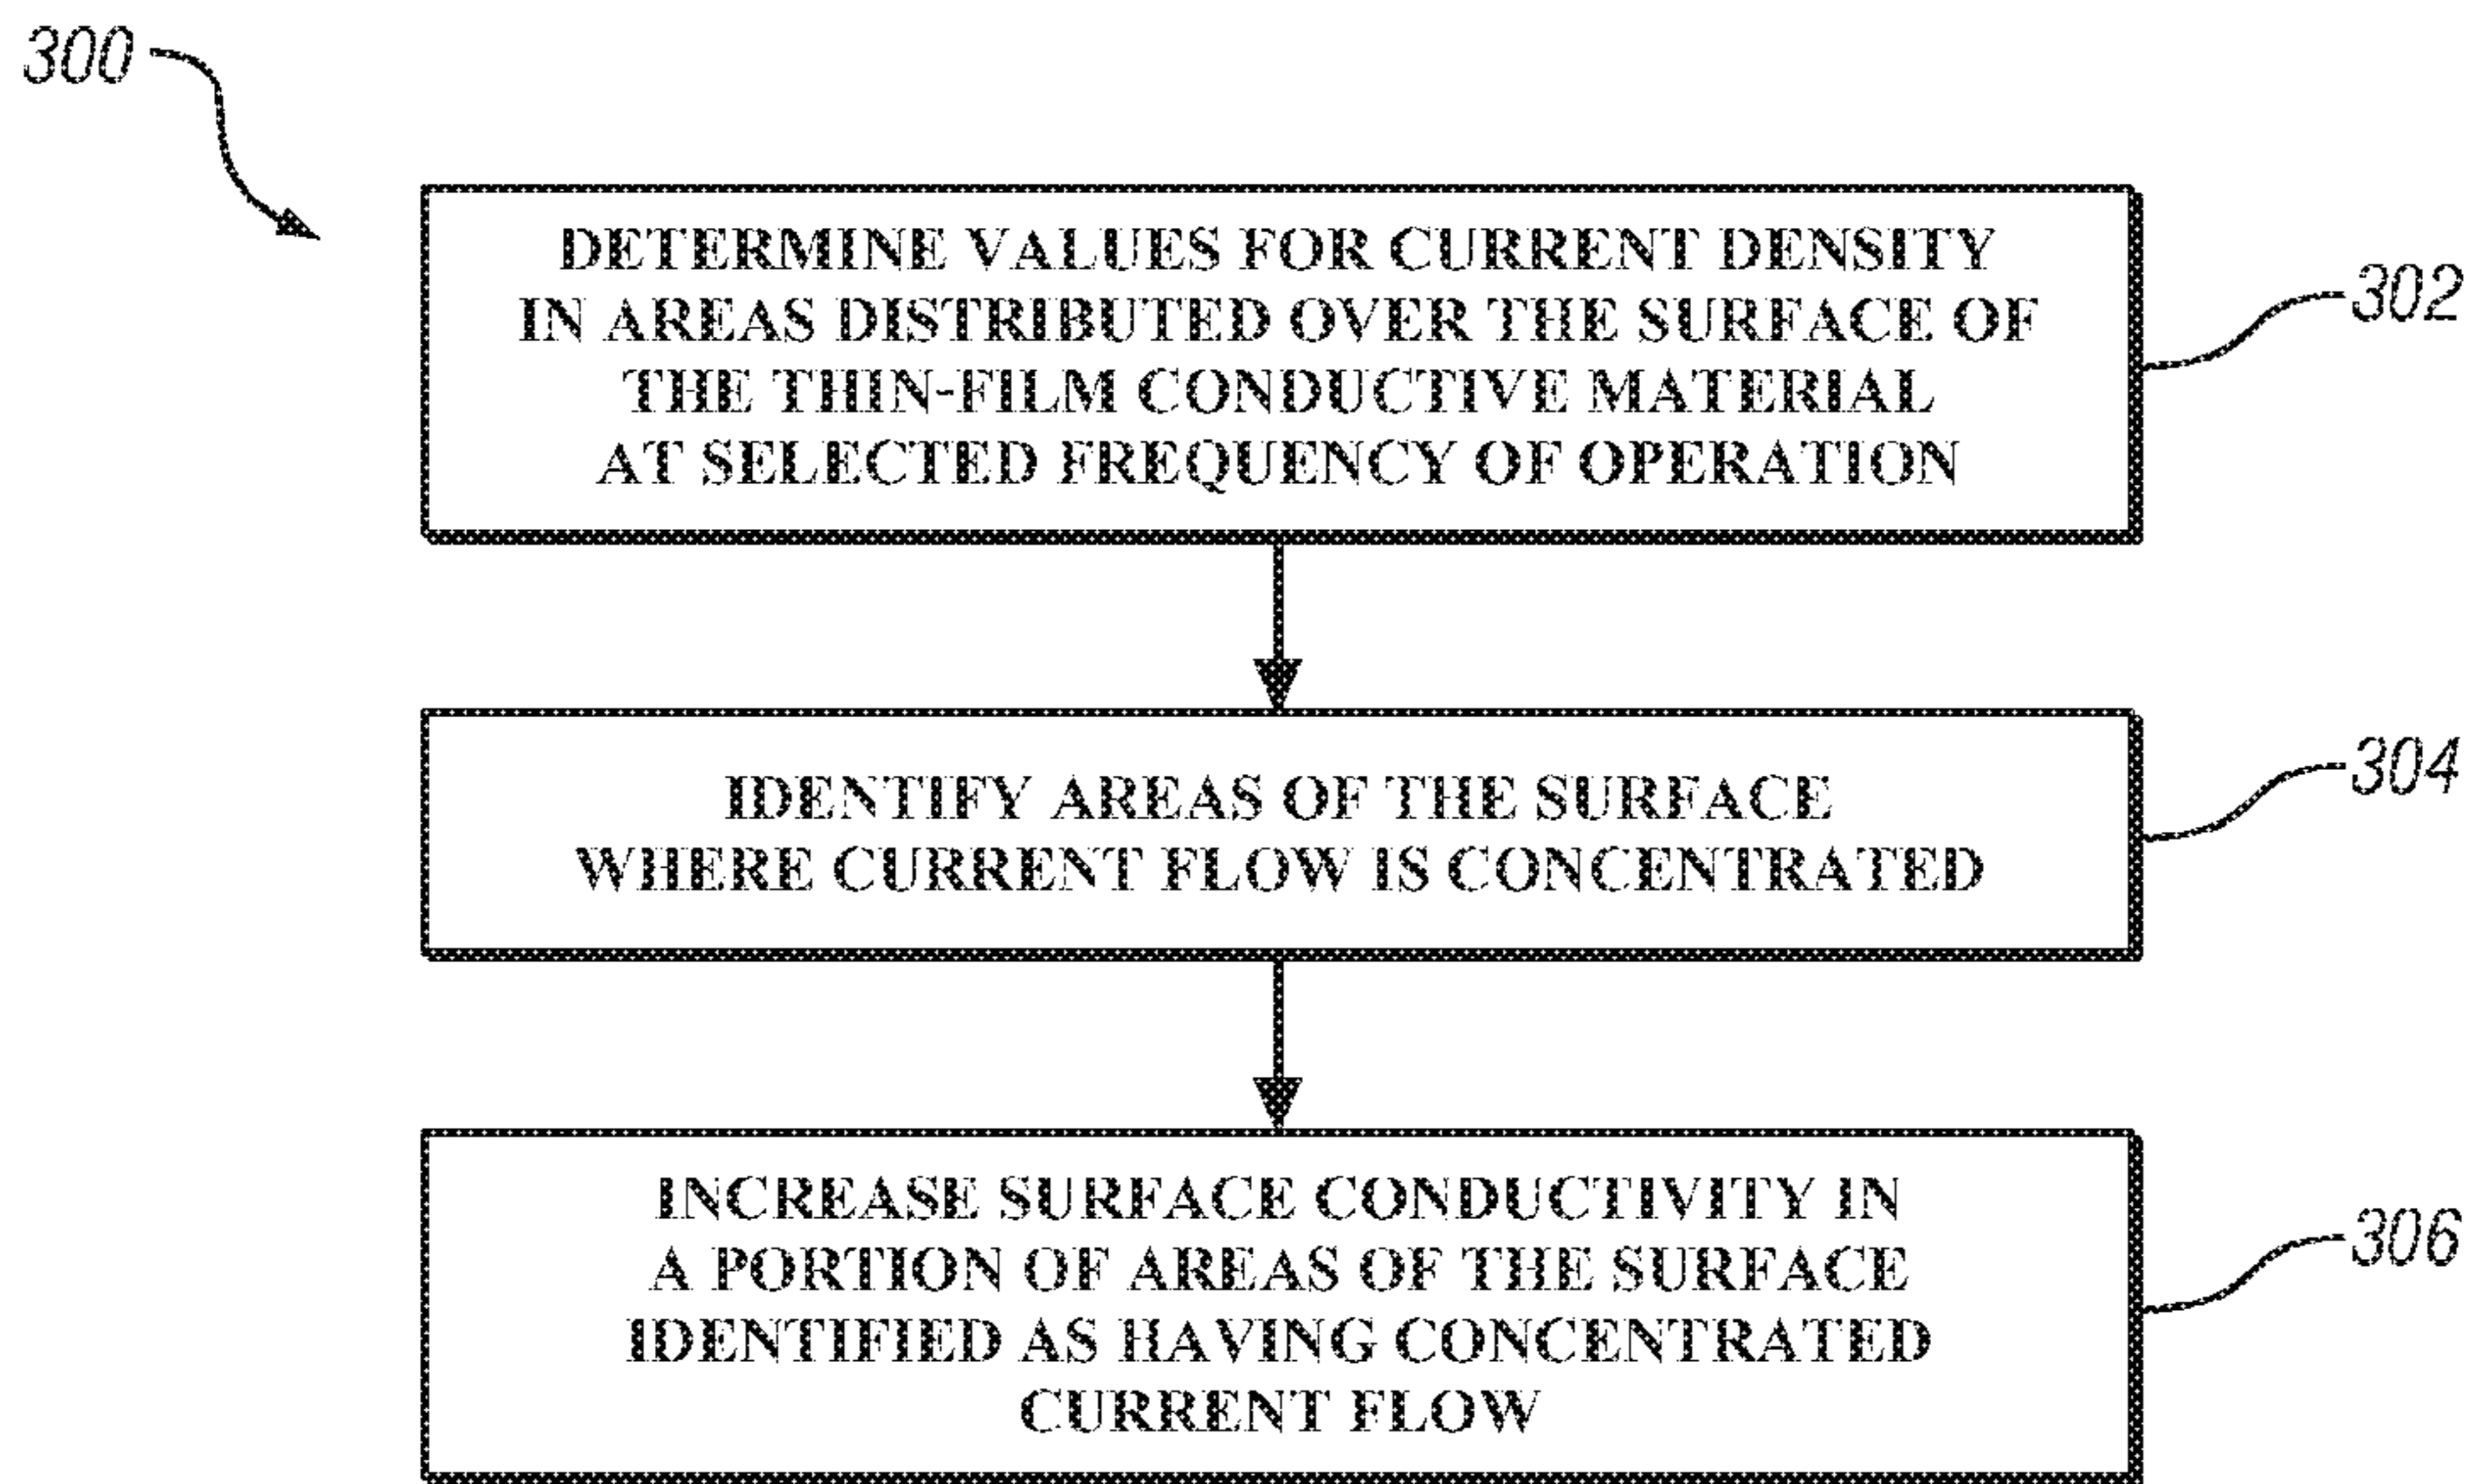 300
DETERMINE VALUES FOR CURRENT DENSITY
IN AREAS DISTRIBUTED OVER THE SURFACE OF
THE THIN-FILM CONDUCTIVE MATERIAL
AT SELECTED FREQUENCY OF OPERATION
302
IDENTIFY AREAS OF THE SURFACE
WHERE CURRENT FLOW IS CONCENTRATED
304
INCREASE SURFACE CONDUCTIVITY IN
A PORTION OF AREAS OF THE SURFACE
IDENTIFIED AS HAVING CONCENTRATED
CURRENT FLOW
306